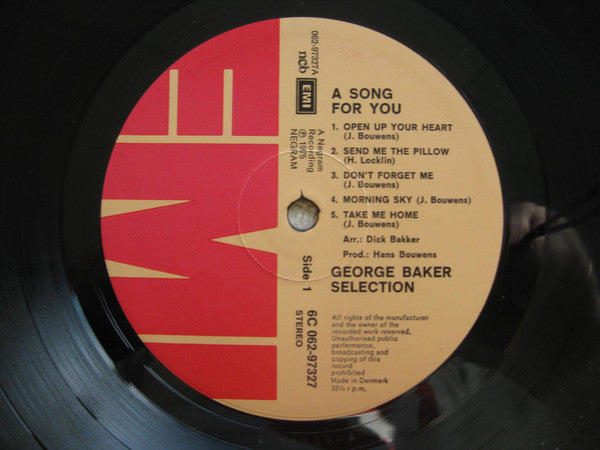 EMI
062-97327A
ncb
EMI
A Negram
Recording
℗ 1975
NEGRAM
Side 1
6C 062-97327
STEREO
A SONG
FOR YOU
1. OPEN UP YOUR HEART
(J. Bouwens)
2. SEND ME THE PILLOW
(H. Locklin)
3. DON'T FORGET ME
(J. Bouwens)
4. MORNING SKY (J. Bouwens)
5. TAKE ME HOME
(J. Bouwens)
Arr.: Dick Bakker
Prod.: Hans Bouwens
GEORGE BAKER
SELECTION
All rights of the manufacturer
and the owner of the
recorded work reserved.
Unauthorised public
performance,
broadcasting and
copying of this
record
prohibited
Made in Denmark
33⅓ r.p.m.